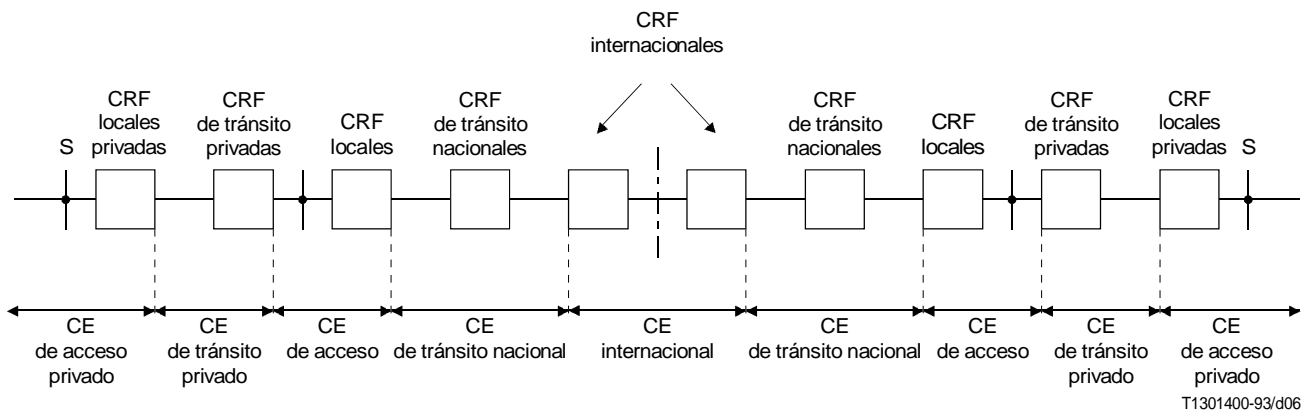 CRF
internacionales
CRF
locales
privadas
CRF
de tránsito
privadas
CRF
locales
CRF
de tránsito
nacionales
CRF
de tránsito
nacionales
CRF
locales
CRF
de tránsito
privadas
CRF
locales
privadas
S
S
CE
de acceso
privado
CE
de tránsito
privado
CE
de acceso
CE
de tránsito nacional
CE
internacional
CE
de tránsito nacional
CE
de acceso
CE
de tránsito
privado
CE
de acceso
privado
T1301400-93/d06